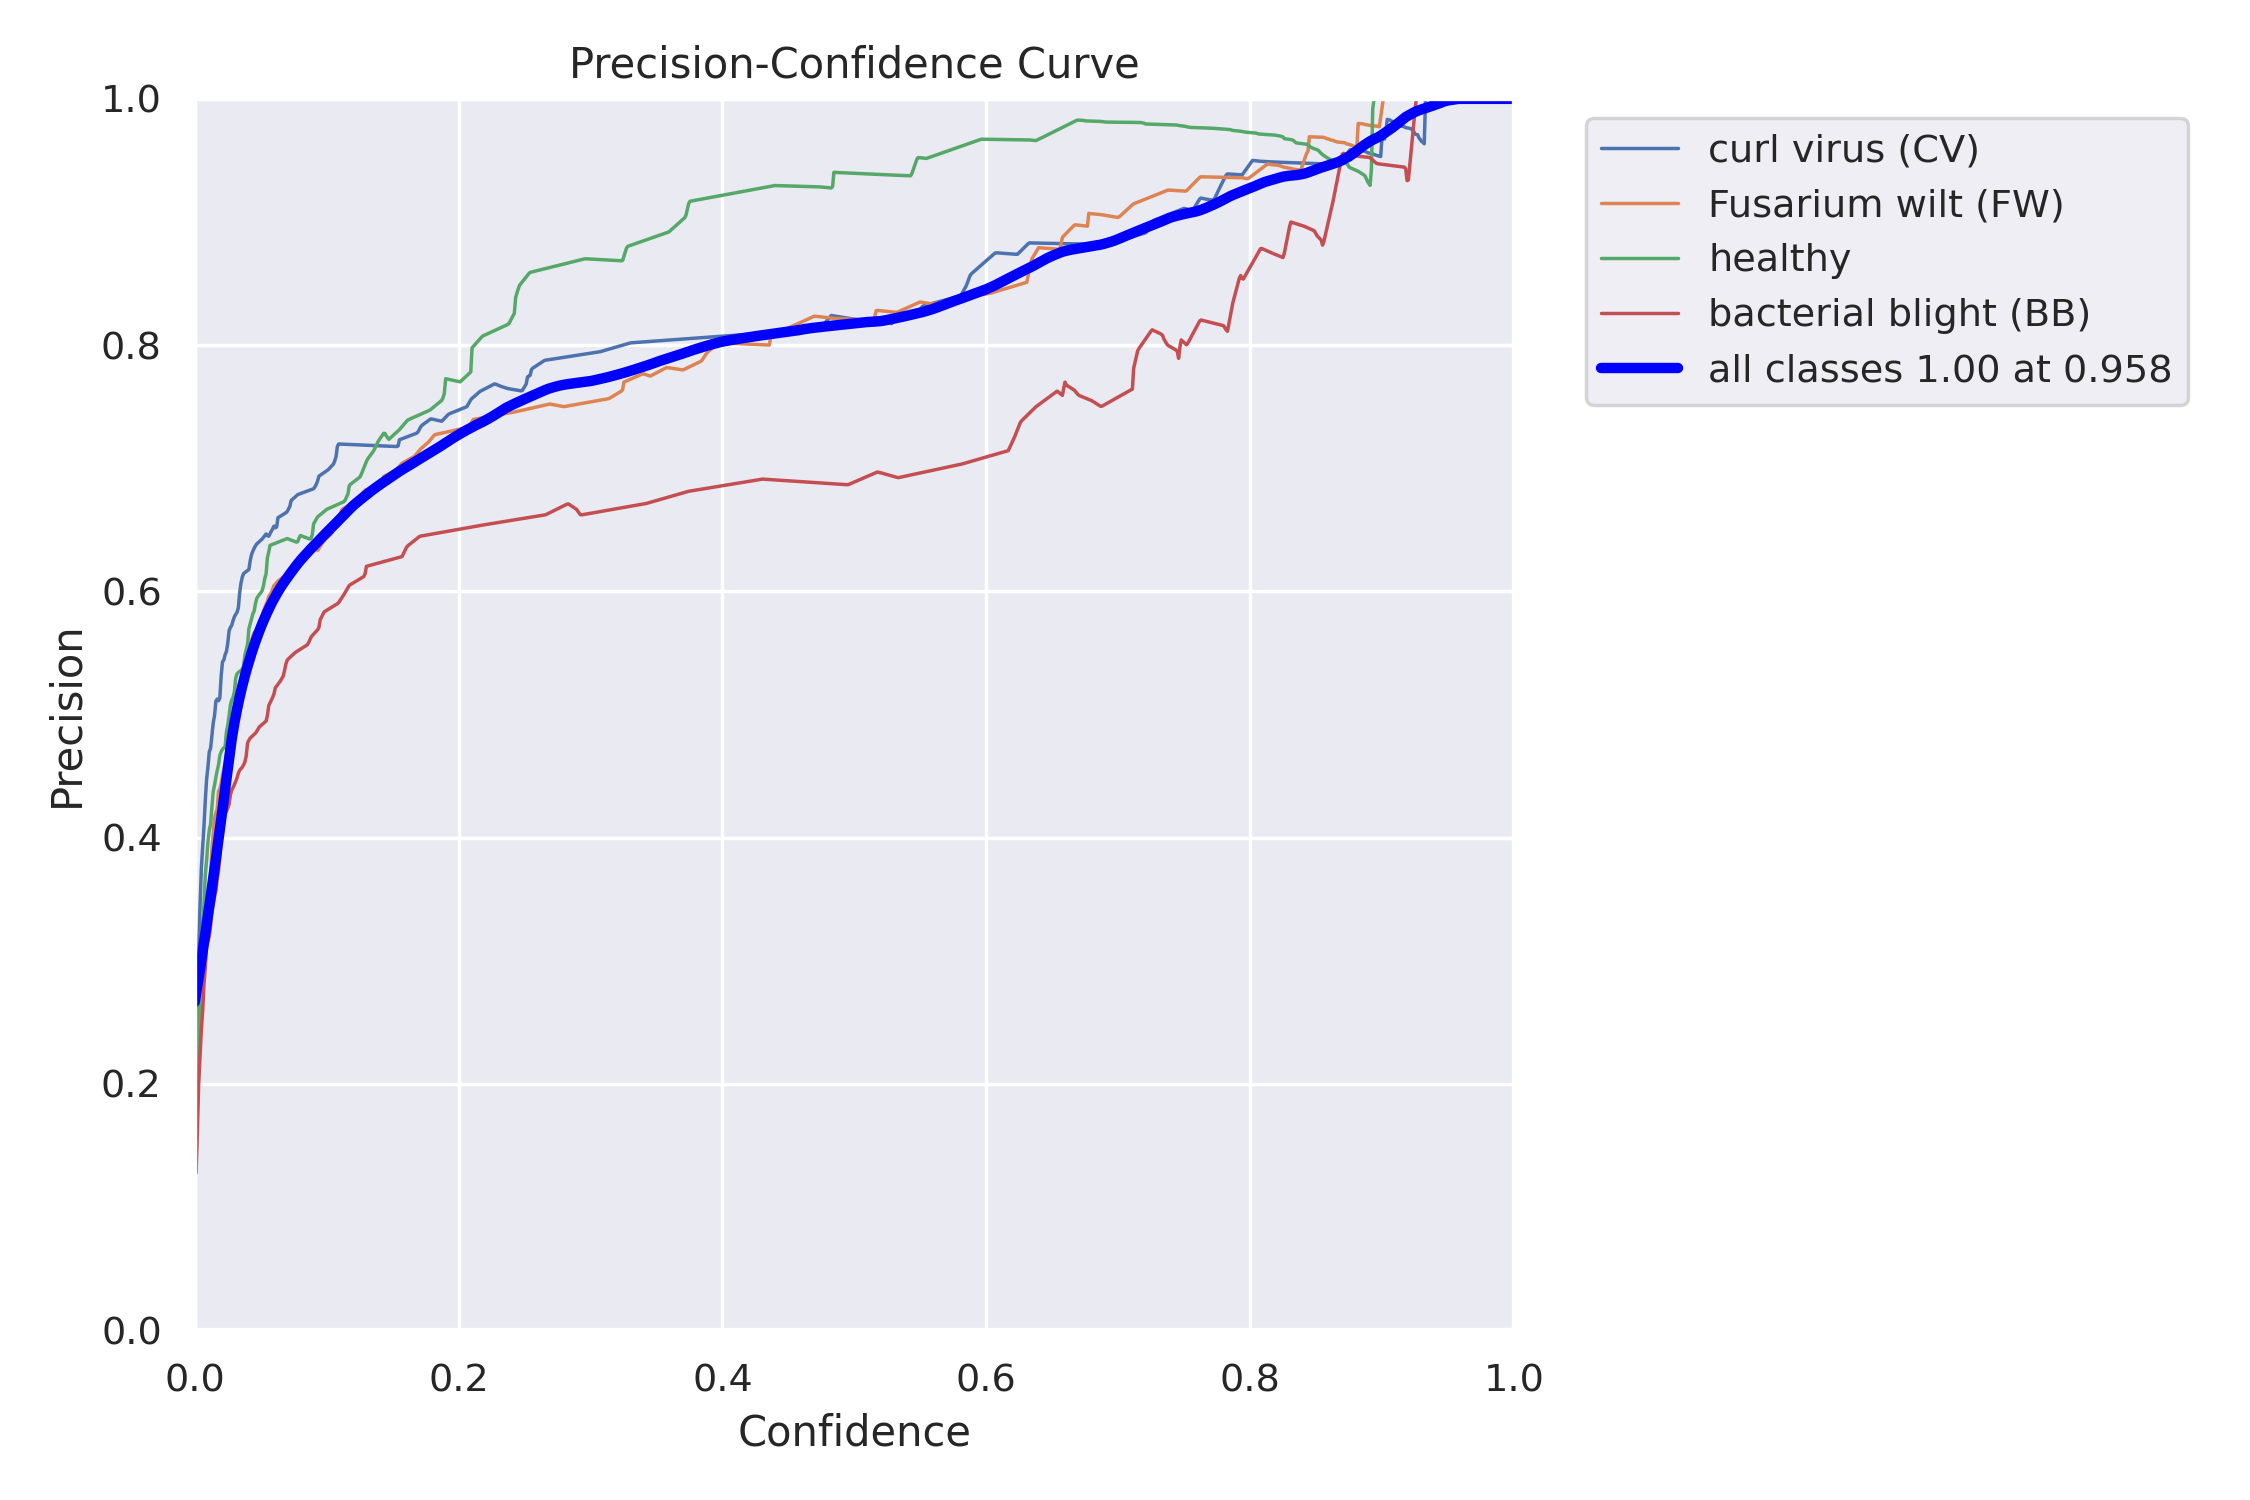 Precision-Confidence Curve
1.0
0.8
0.6
0.4
0.2
0.0
Precision
0.0 0.2 0.4 0.6 0.8 1.0
Confidence
curl virus (CV)
Fusarium wilt (FW)
healthy
bacterial blight (BB)
all classes 1.00 at 0.958